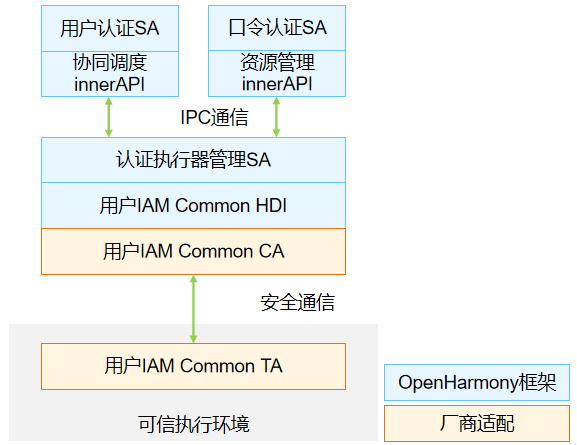 用户认证SA
口令认证SA
协同调度
innerAPI
资源管理
innerAPI
IPC通信
认证执行器管理SA
用户IAM Common HDI
用户IAM Common CA
安全通信
用户IAM Common TA
可信执行环境
OpenHarmony框架
厂商适配